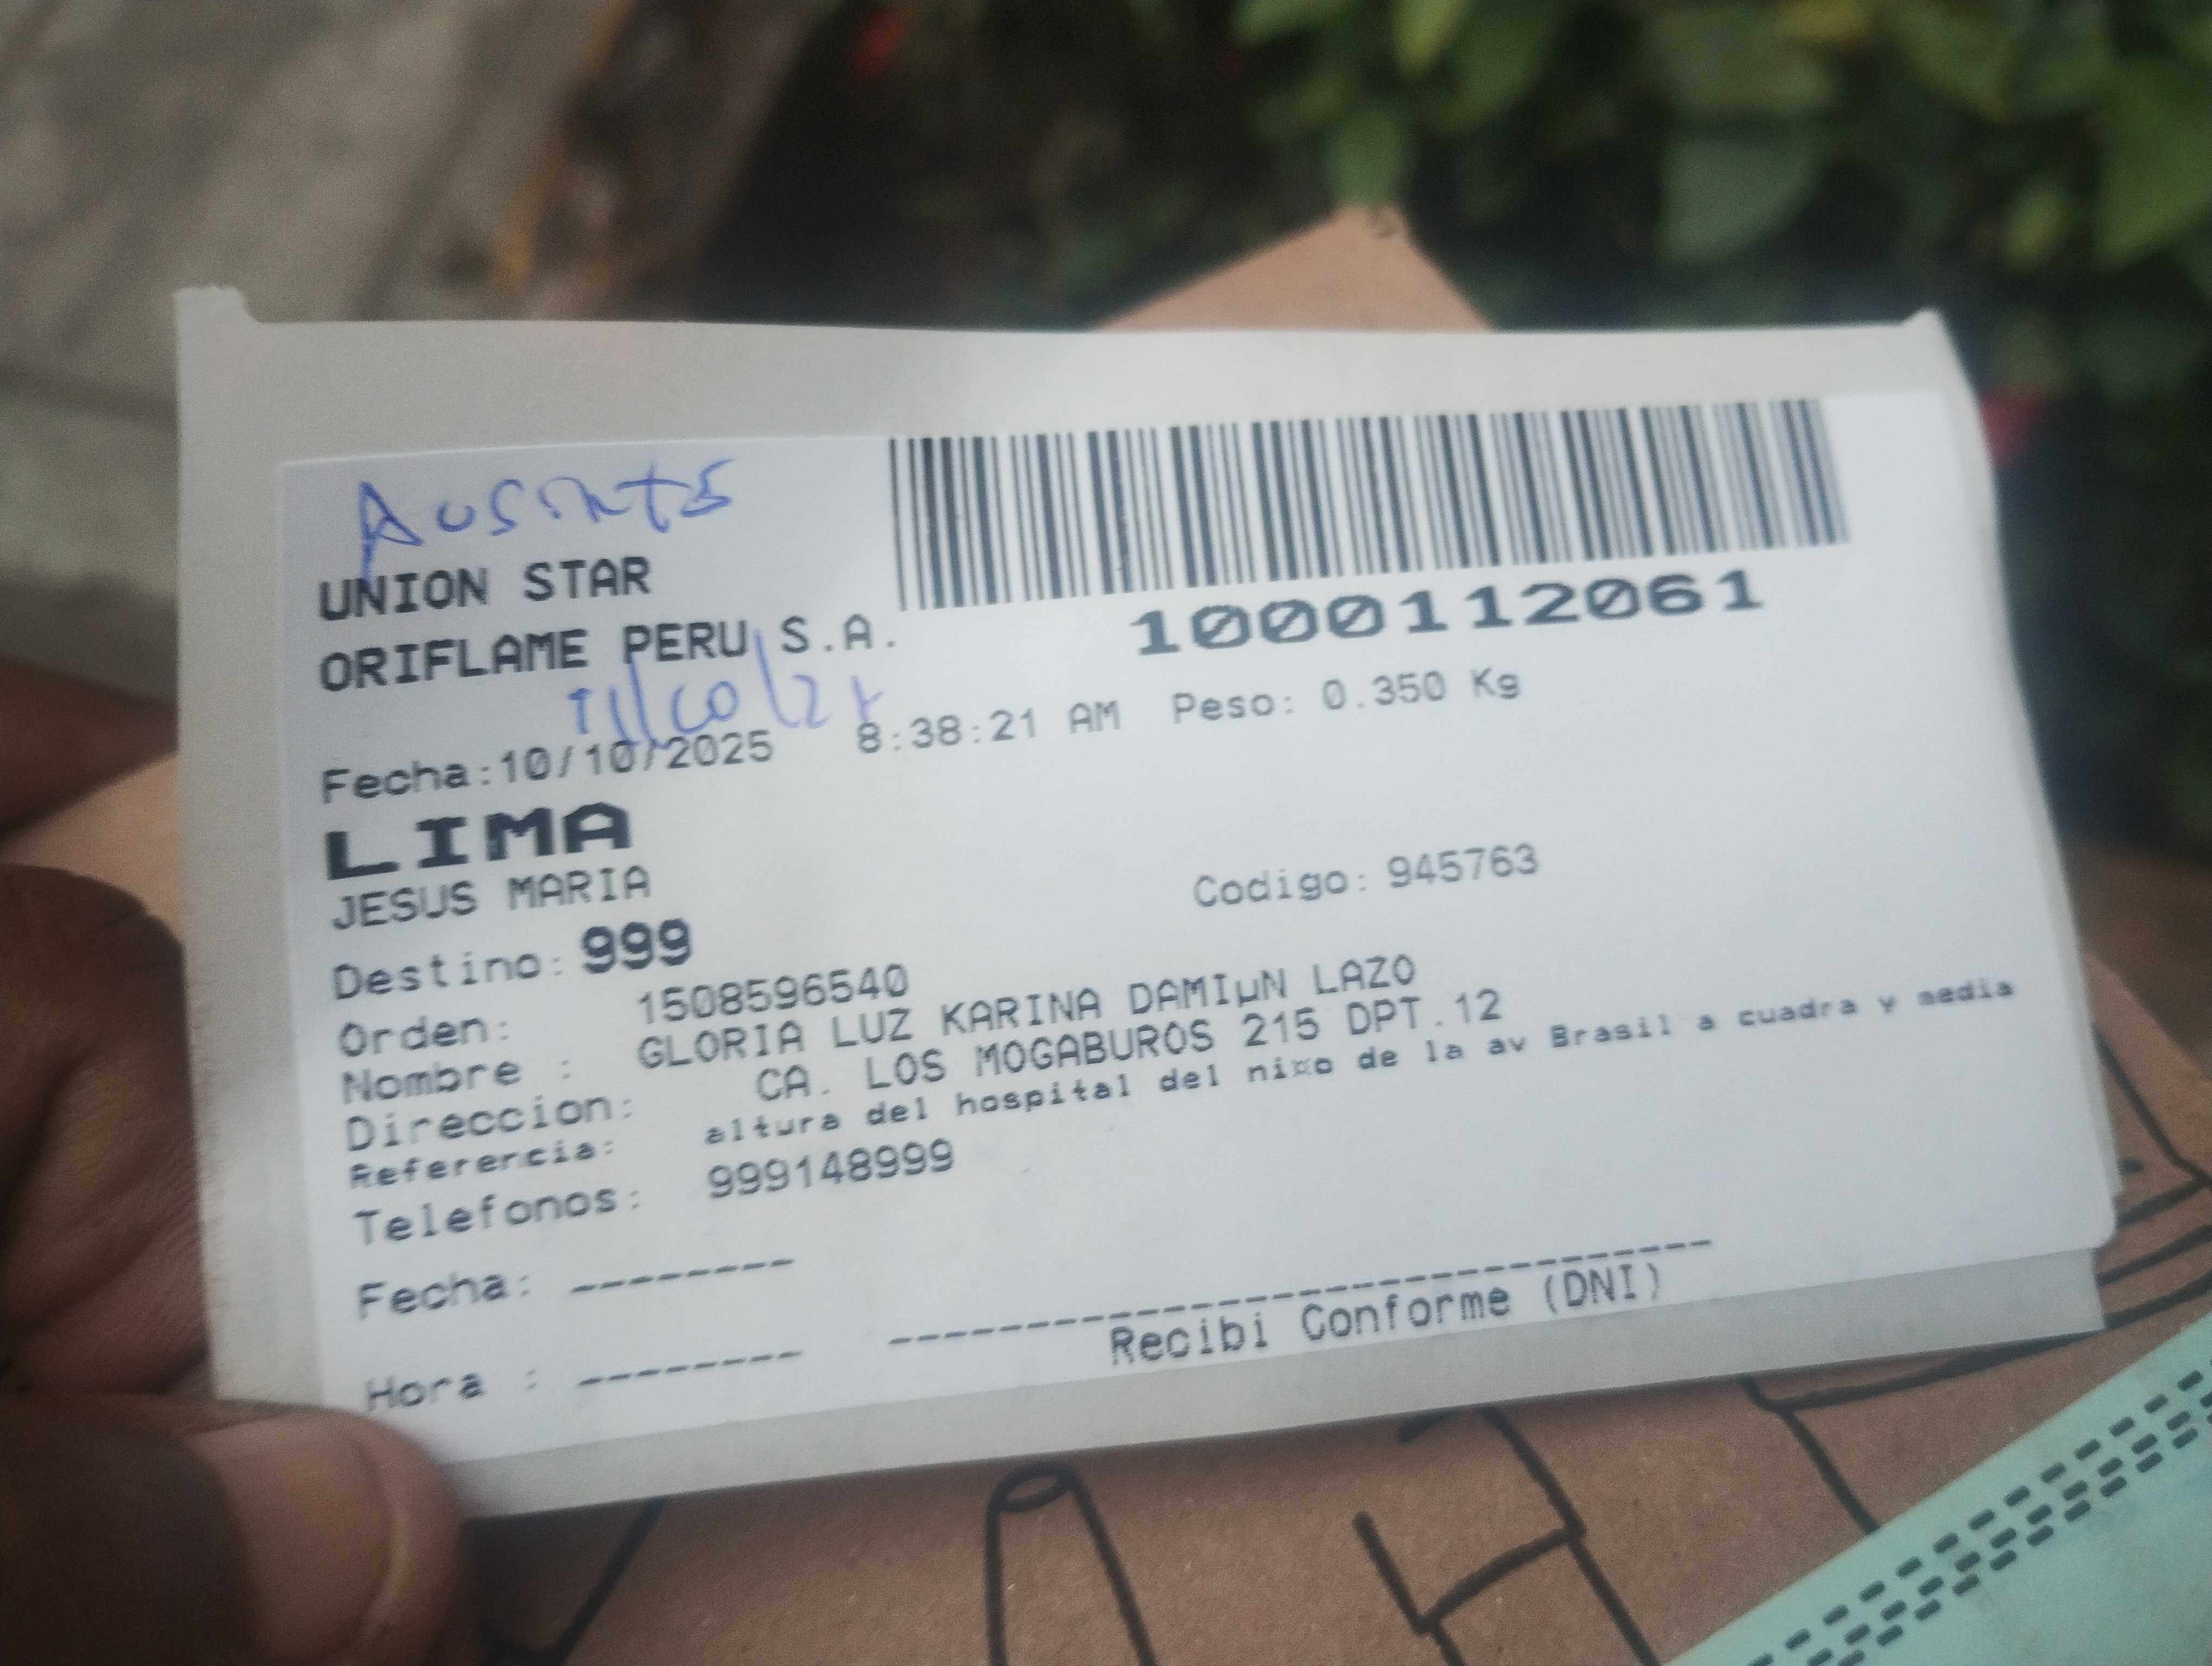 Ausente
UNION STAR
ORIFLAME PERU S.A.
1000112061
Fecha:10/10/2025 8:38:21 AM Peso: 0.350 Kg
LIMA
JESUS MARIA
Codigo: 945763
Destino: 999
Orden: 1508596540
Nombre : GLORIA LUZ KARINA DAMIµN LAZO
Direccion: CA. LOS MOGABUROS 215 DPT.12
Referencia: altura del hospital del ni¤o de la av Brasil a cuadra y media
Telefonos: 999148999
Fecha: --------
Hora : --------
Recibi Conforme (DNI)